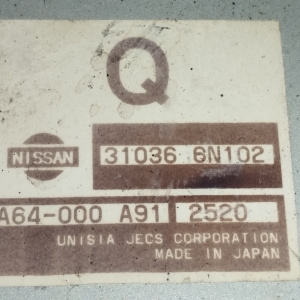 Q
NISSAN
31036 6N102
A64-000 A91 2520
UNISIA JECS CORPORATION
MADE IN JAPAN